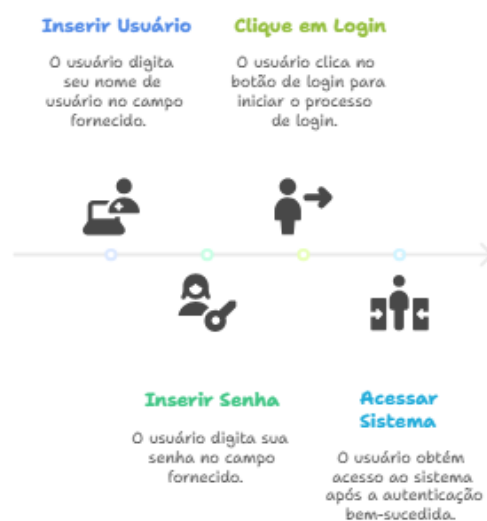 Inserir Usuário
O usuário digita
seu nome de
usuário no campo
fornecido.
Clique em Login
O usuário clica no
botão de login para
iniciar o processo
de login.
Inserir Senha
O usuário digita sua
senha no campo
fornecido.
Acessar
Sistema
O usuário obtém
acesso ao sistema
após a autenticação
bem-sucedida.